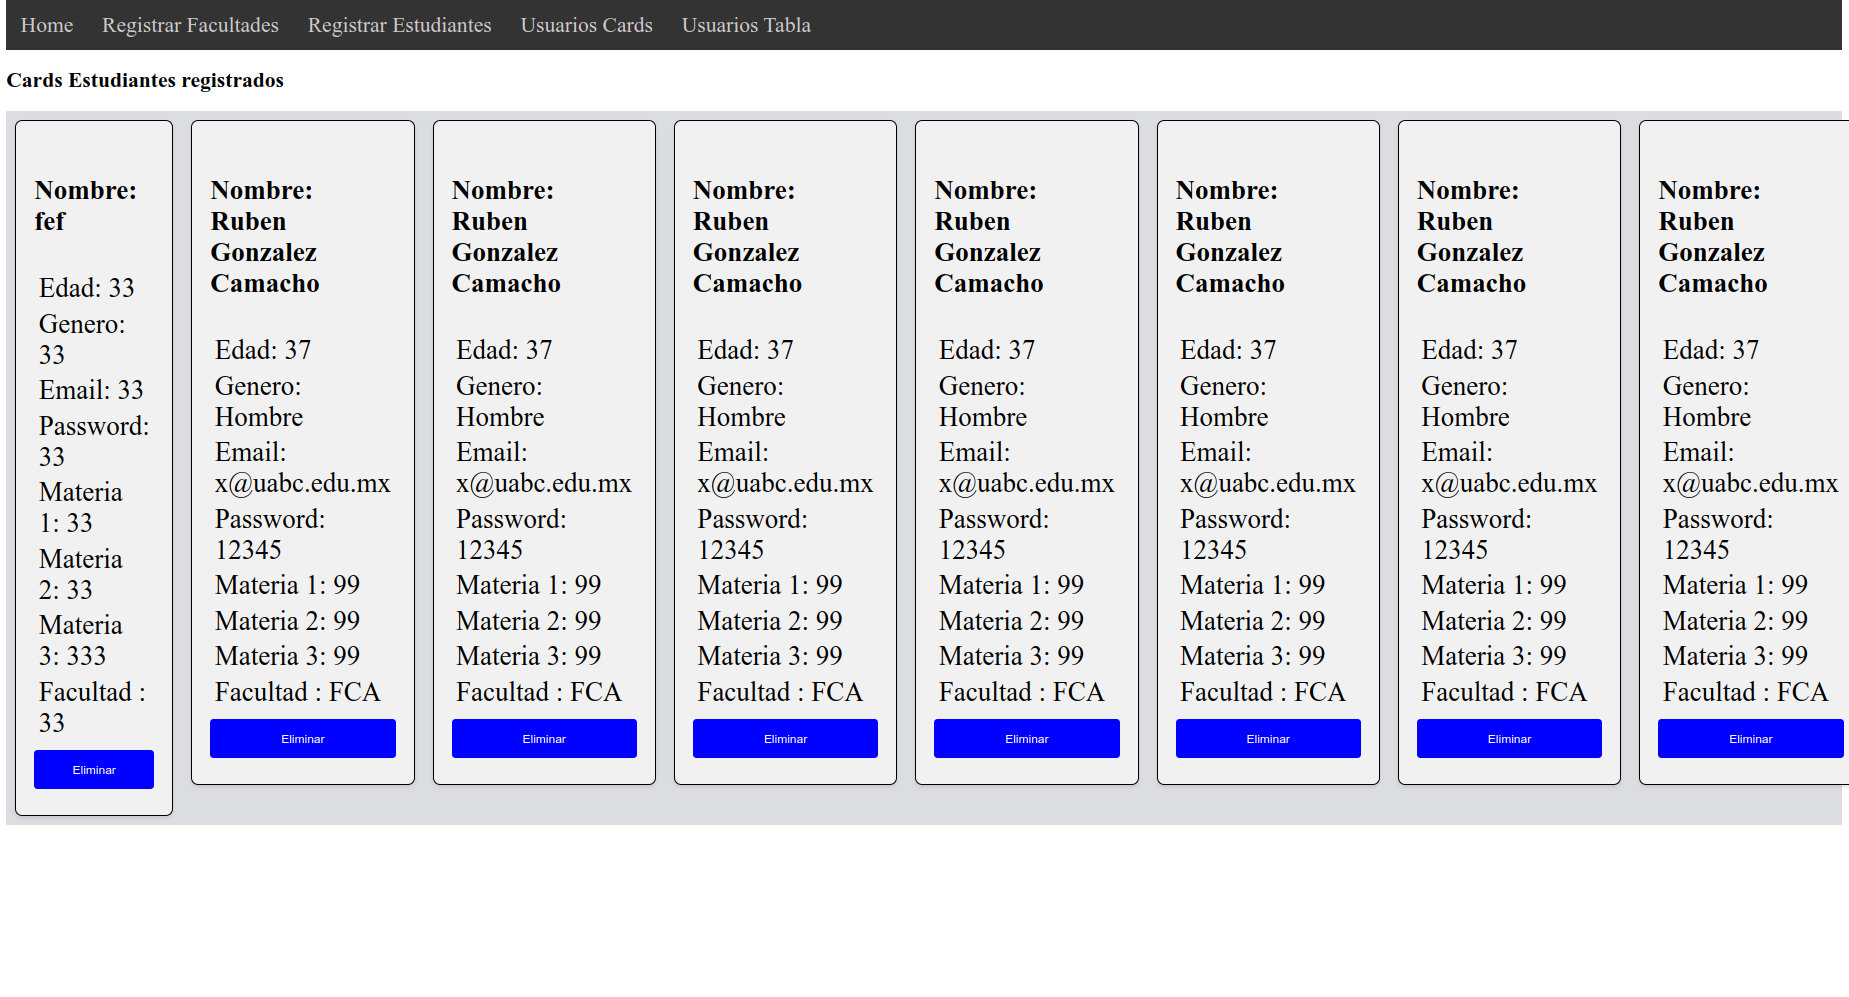 Home Registrar Facultades Registrar Estudiantes Usuarios Cards Usuarios Tabla
Cards Estudiantes registrados
Nombre:
fef
Edad: 33
Genero:
33
Email: 33
Password:
33
Materia
1: 33
Materia
2: 33
Materia
3: 333
Facultad :
33
Eliminar
Nombre:
Ruben
Gonzalez
Camacho
Edad: 37
Genero:
Hombre
Email:
x@uabc.edu.mx
Password:
12345
Materia 1: 99
Materia 2: 99
Materia 3: 99
Facultad : FCA
Eliminar
Nombre:
Ruben
Gonzalez
Camacho
Edad: 37
Genero:
Hombre
Email:
x@uabc.edu.mx
Password:
12345
Materia 1: 99
Materia 2: 99
Materia 3: 99
Facultad : FCA
Eliminar
Nombre:
Ruben
Gonzalez
Camacho
Edad: 37
Genero:
Hombre
Email:
x@uabc.edu.mx
Password:
12345
Materia 1: 99
Materia 2: 99
Materia 3: 99
Facultad : FCA
Eliminar
Nombre:
Ruben
Gonzalez
Camacho
Edad: 37
Genero:
Hombre
Email:
x@uabc.edu.mx
Password:
12345
Materia 1: 99
Materia 2: 99
Materia 3: 99
Facultad : FCA
Eliminar
Nombre:
Ruben
Gonzalez
Camacho
Edad: 37
Genero:
Hombre
Email:
x@uabc.edu.mx
Password:
12345
Materia 1: 99
Materia 2: 99
Materia 3: 99
Facultad : FCA
Eliminar
Nombre:
Ruben
Gonzalez
Camacho
Edad: 37
Genero:
Hombre
Email:
x@uabc.edu.mx
Password:
12345
Materia 1: 99
Materia 2: 99
Materia 3: 99
Facultad : FCA
Eliminar
Nombre:
Ruben
Gonzalez
Camacho
Edad: 37
Genero:
Hombre
Email:
x@uabc.edu.mx
Password:
12345
Materia 1: 99
Materia 2: 99
Materia 3: 99
Facultad : FCA
Eliminar